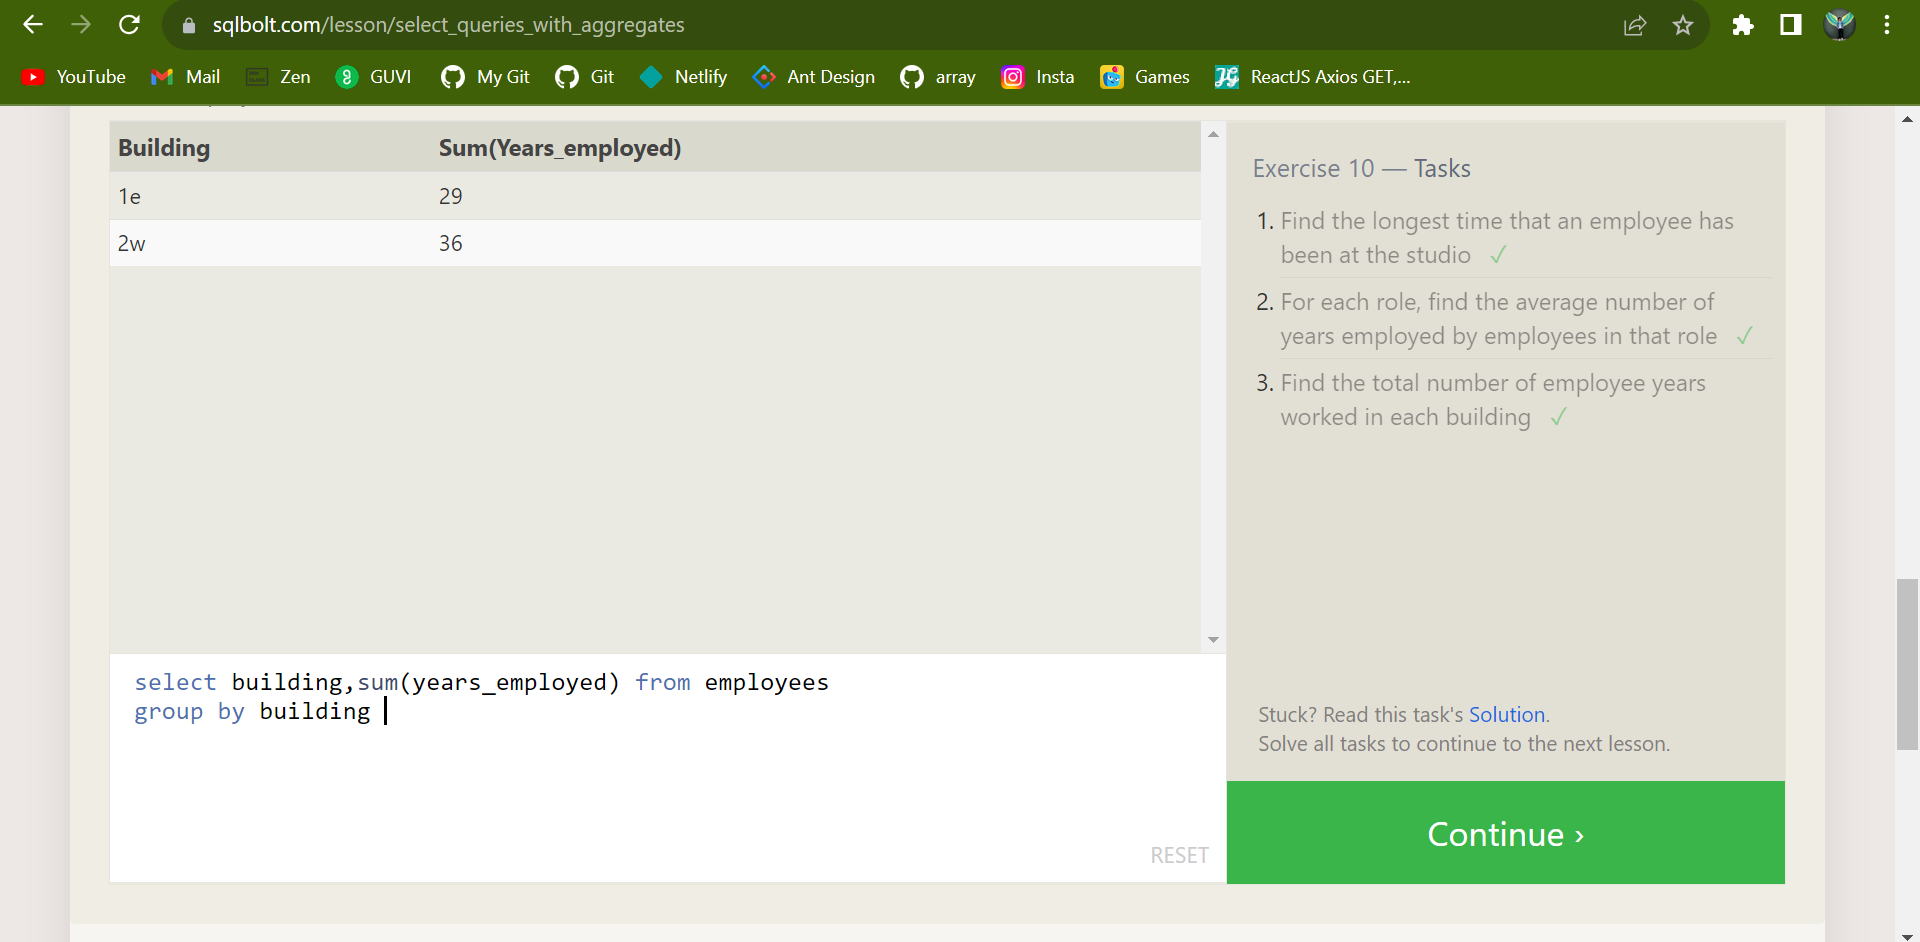 sqlbolt.com/lesson/select_queries_with_aggregates
YouTube Mail Zen GUVI My Git Git Netlify Ant Design array Insta Games ReactJS Axios GET,...
Building Sum(Years_employed)
1e 29
2w 36
select building,sum(years_employed) from employees
group by building
RESET
Exercise 10 — Tasks
1. Find the longest time that an employee has
been at the studio ✓
2. For each role, find the average number of
years employed by employees in that role ✓
3. Find the total number of employee years
worked in each building ✓
Stuck? Read this task's Solution.
Solve all tasks to continue to the next lesson.
Continue ›